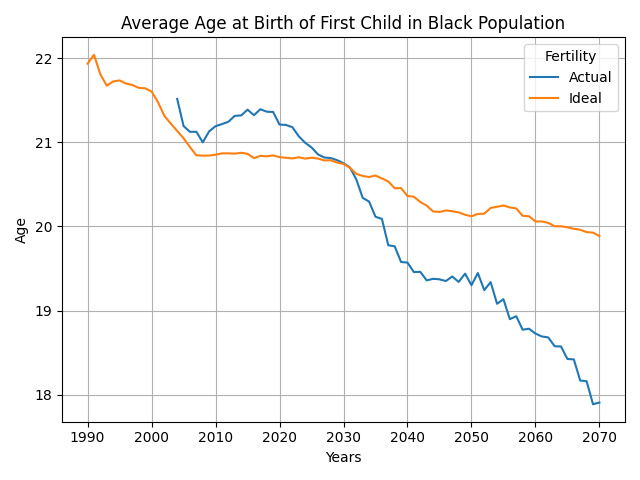 Average Age at Birth of First Child in Black Population
Fertility
Actual
Ideal
Age
22
21
20
19
18
1990 2000 2010 2020 2030 2040 2050 2060 2070
Years